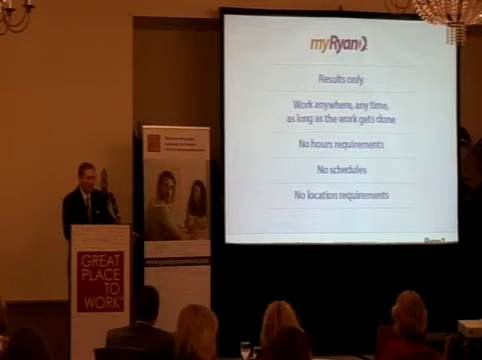 myRyan
Results only
Work anywhere, any time,
as long as the work gets done
No hours requirements
No schedules
No location requirements
GREAT
PLACE
TO
WORK